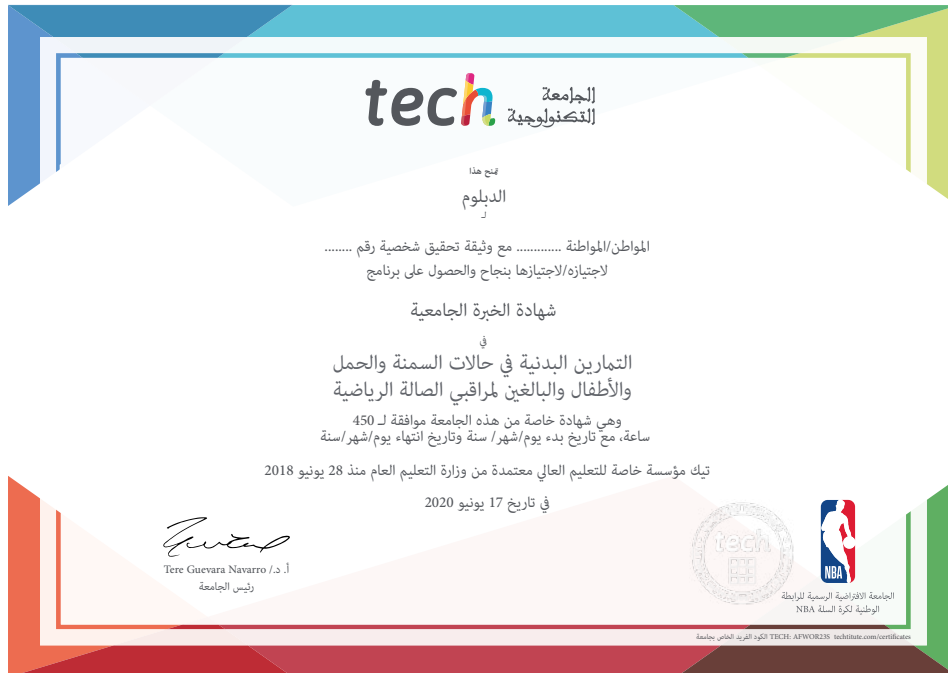 tech الجامعة
التكنولوجية
تمنح هذا
الدبلوم
لـ
المواطن/المواطنة ............. مع وثيقة تحقيق شخصية رقم ........
لاجتيازه/لاجتيازها بنجاح والحصول على برنامج
شهادة الخبرة الجامعية
في
التمارين البدنية في حالات السمنة والحمل
والأطفال والبالغين لمراقبي الصالة الرياضية
وهي شهادة خاصة من هذه الجامعة موافقة لـ 450
ساعة، مع تاريخ بدء يوم/شهر/ سنة وتاريخ انتهاء يوم/شهر/سنة
تيك مؤسسة خاصة للتعليم العالي معتمدة من وزارة التعليم العام منذ 28 يونيو 2018
في تاريخ 17 يونيو 2020
أ. د./ Tere Guevara Navarro
رئيس الجامعة
tech
NBA
الجامعة الافتراضية الرسمية للرابطة
الوطنية لكرة السلة NBA
الكود الفريد الخاص بجامعة TECH: AFWOR23S techtitute.com/certificates